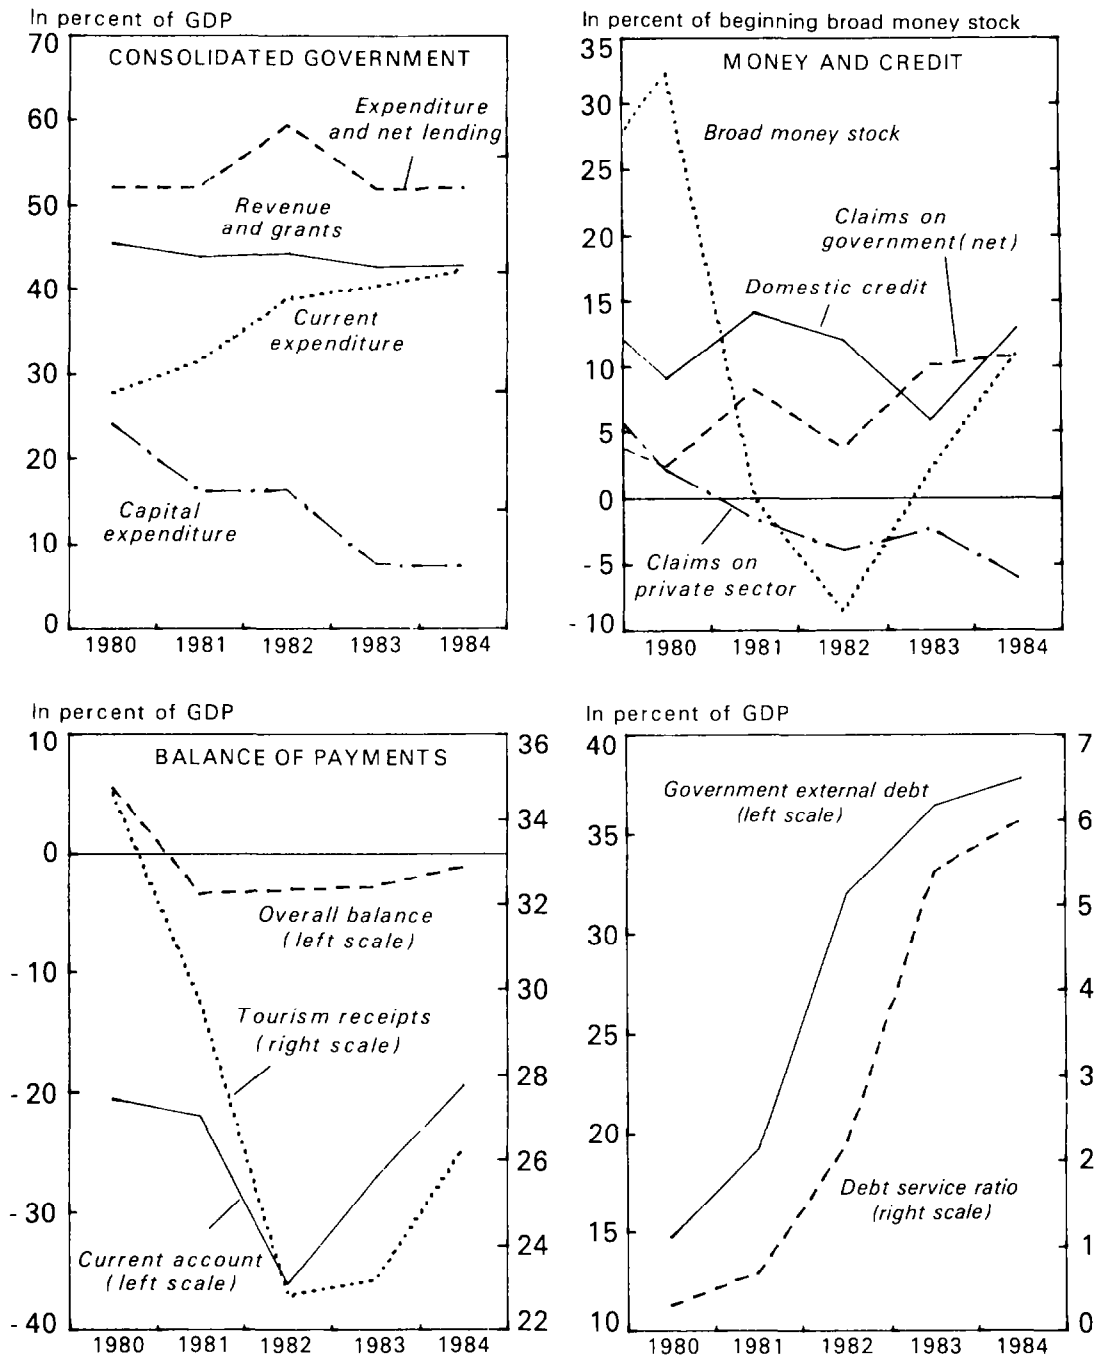 In percent of GDP
70
CONSOLIDATED GOVERNMENT
Expenditure
and net lending
60
50
Revenue
and grants
40
Current
expenditure
30
20
Capital
expenditure
10
0
1980 1981 1982 1983 1984
In percent of beginning broad money stock
35
MONEY AND CREDIT
30
Broad money stock
25
Claims on
government (net)
20
Domestic credit
15
10
5
0
Claims on
private sector
- 5
- 10
1980 1981 1982 1983 1984
In percent of GDP
10 36
BALANCE OF PAYMENTS
34
0
32
Overall balance
(left scale)
- 10 30
Tourism receipts
(right scale)
28
- 20
26
- 30
24
Current account
(left scale)
- 40 22
1980 1981 1982 1983 1984
In percent of GDP
40 7
Government external debt
(left scale)
6
35
5
30
4
25
3
20 2
Debt service ratio
(right scale)
15
1
10 0
1980 1981 1982 1983 1984